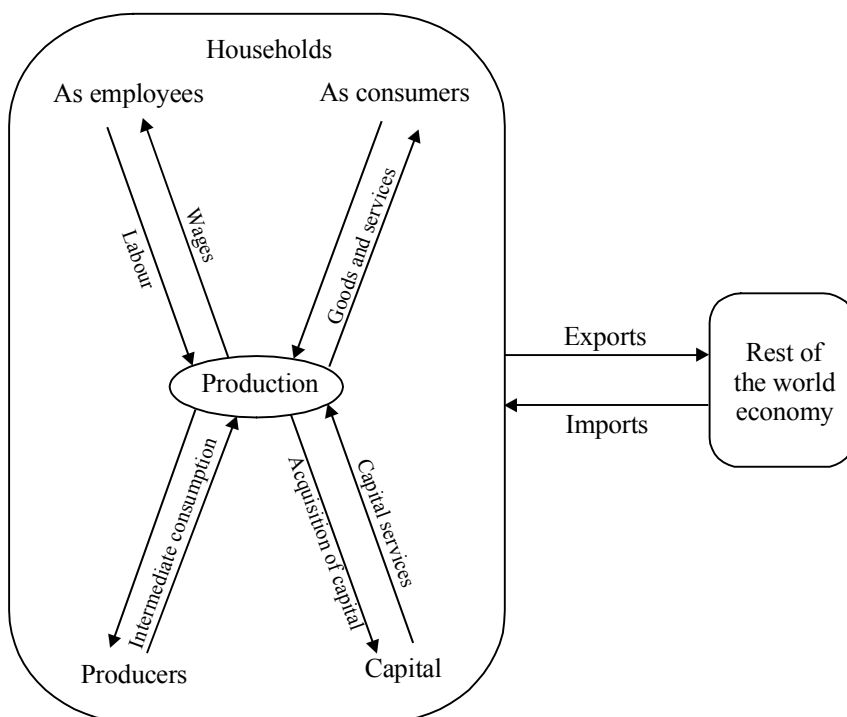 Households
As employees
As consumers
Labour
Wages
Goods and services
Production
Exports
Imports
Rest of
the world
economy
Intermediate consumption
Acquisition of
capital
Capital services
Producers
Capital